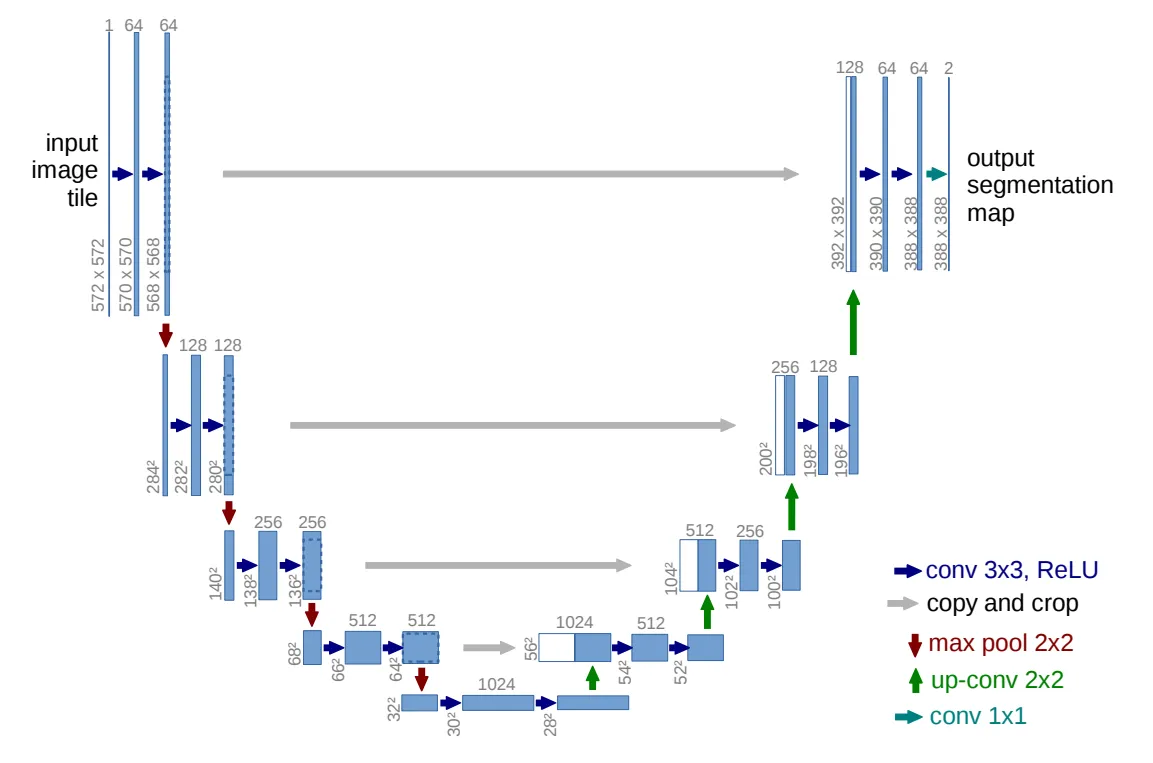 1 64 64
input
image
tile
572 x 572
570 x 570
568 x 568
128 64 64 2
output
segmentation
map
392 x 392
390 x 390
388 x 388
388 x 388
128 128
284²
282²
280²
256 128
200²
198²
196²
256 256
140²
138²
136²
512 256
104²
102²
100²
512 512
68²
66²
64²
1024 512
56²
54²
52²
1024
32²
30²
28²
conv 3x3, ReLU
copy and crop
max pool 2x2
up-conv 2x2
conv 1x1